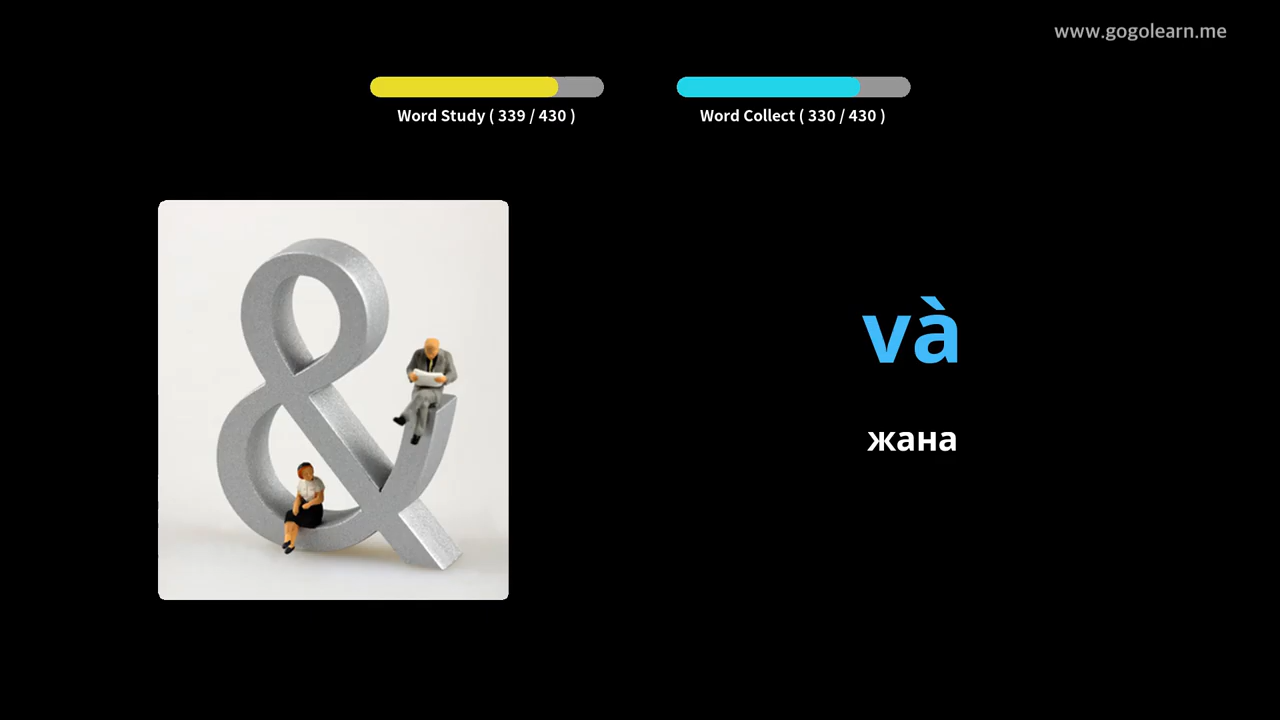 www.gogolearn.me
Word Study ( 339 / 430 )
Word Collect ( 330 / 430 )
&
và
жана